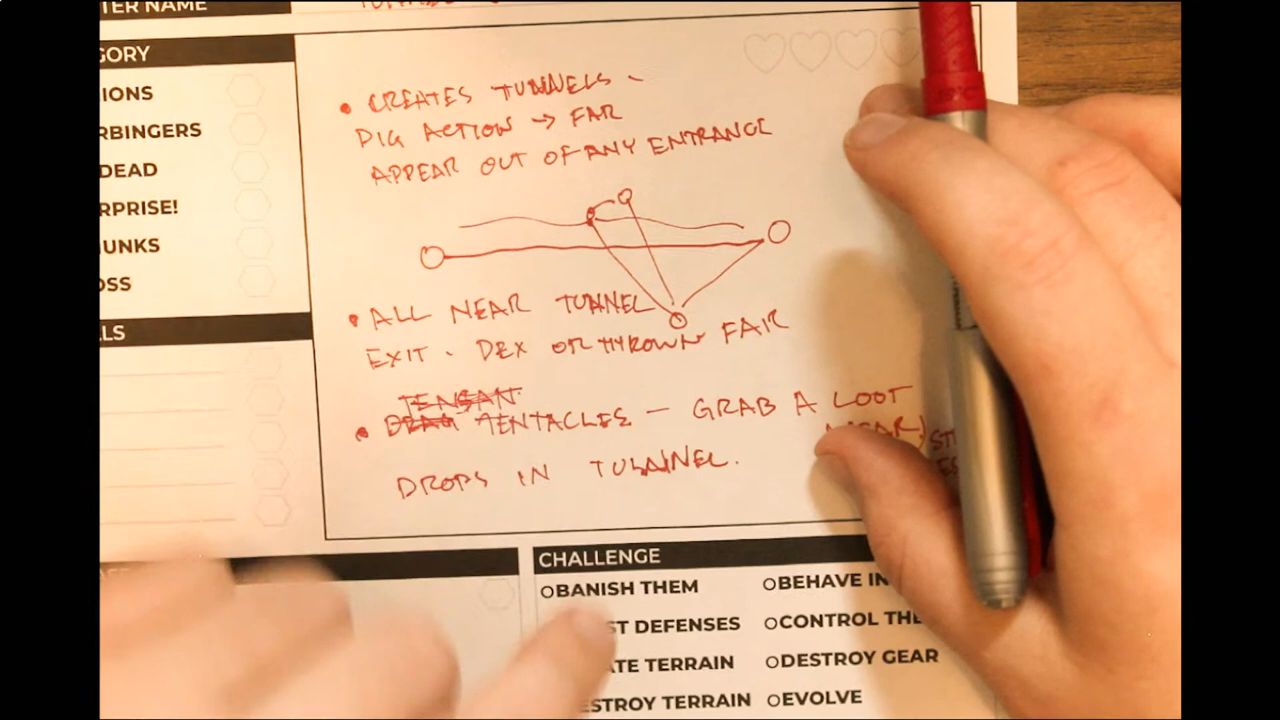 TER NAME
GORY
IONS
RBINGERS
DEAD
RPRISE!
UNKS
OSS
LS
• CREATES TUNNELS -
DIG ACTION → FAR
APPEAR OUT OF ANY ENTRANCE
• ALL NEAR TUNNEL
EXIT - DEX OR THROWN FAR
• TENTACLES — GRAB A LOOT
DROPS IN TUNNEL.
CHALLENGE
BANISH THEM
BEHAVE IN
ST DEFENSES
CONTROL THE
ATE TERRAIN
DESTROY GEAR
ESTROY TERRAIN
EVOLVE